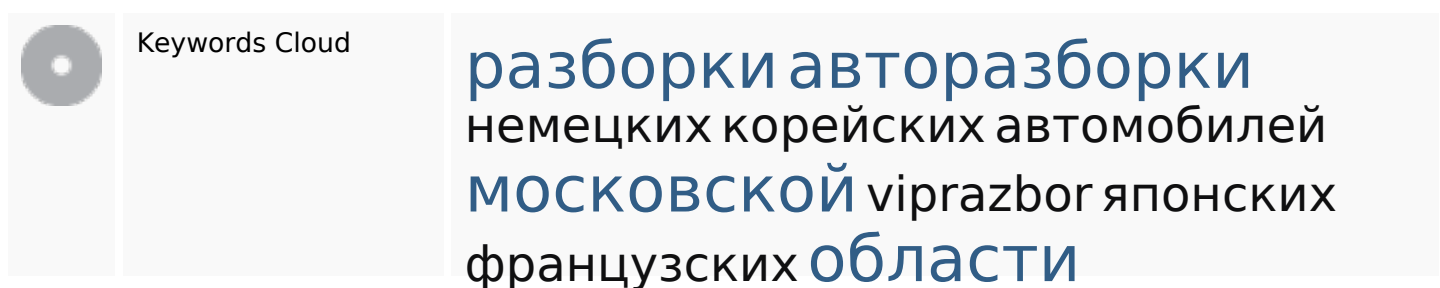 Keywords Cloud
разборки авторазборки
немецких корейских автомобилей
московской viprazbor японских
французских области